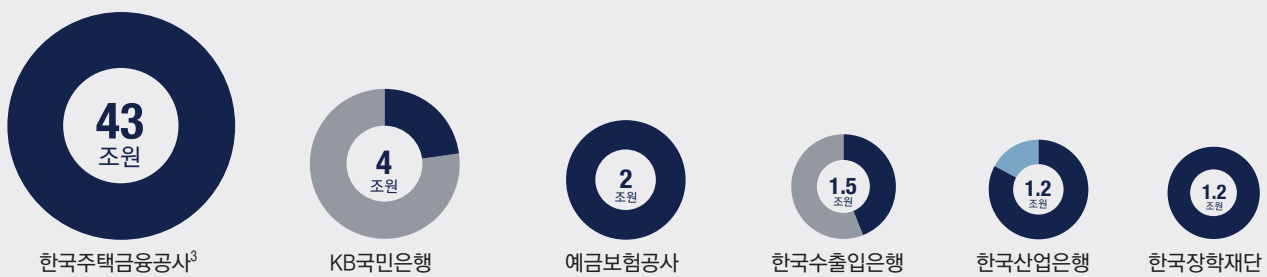 43
조원
한국주택금융공사3
4
조원
KB국민은행
2
조원
예금보험공사
1.5
조원
한국수출입은행
1.2
조원
한국산업은행
1.2
조원
한국장학재단